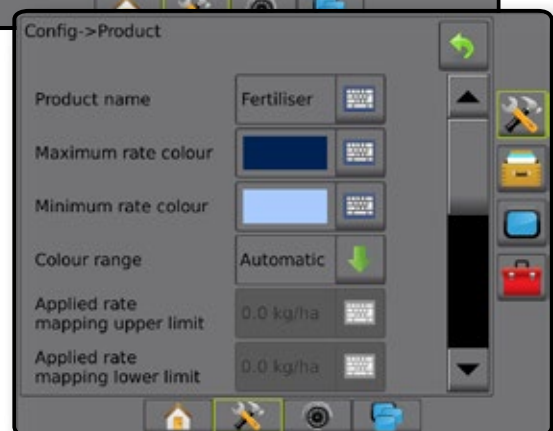 Config->Product
Product name
Fertiliser
Maximum rate colour
Minimum rate colour
Colour range
Automatic
Applied rate
mapping upper limit
0.0 kg/ha
Applied rate
mapping lower limit
0.0 kg/ha